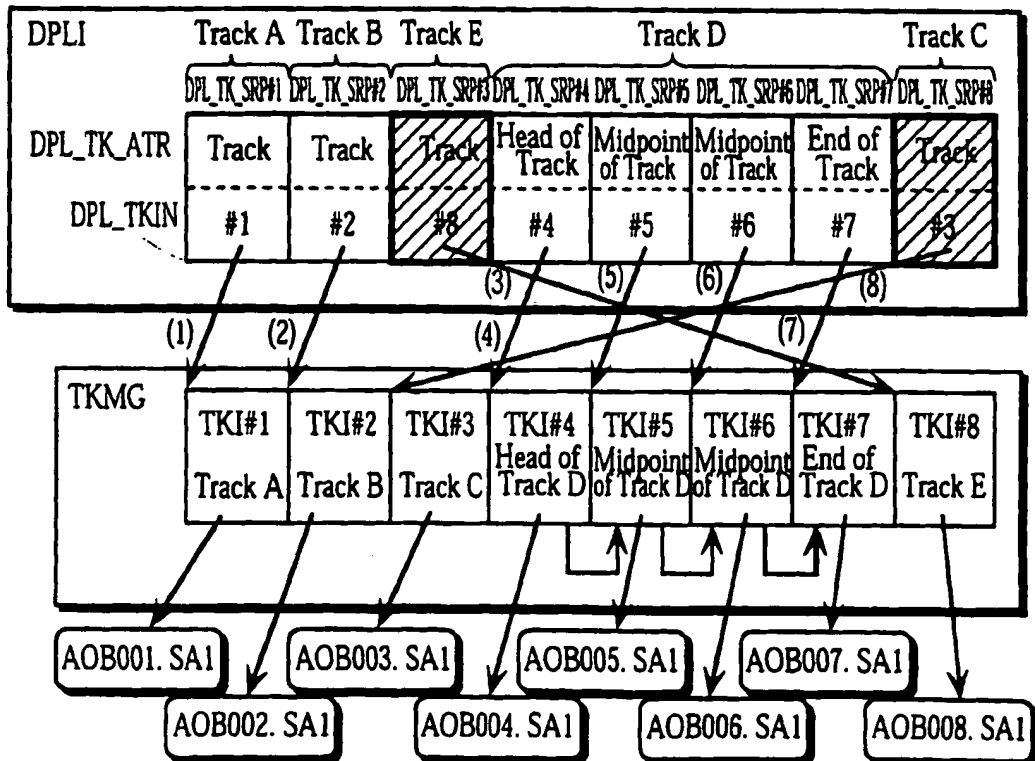 DPLI
Track A Track B Track E Track D Track C
DPL_TK_SRP#1 DPL_TK_SRP#2 DPL_TK_SRP#3 DPL_TK_SRP#4 DPL_TK_SRP#5 DPL_TK_SRP#6 DPL_TK_SRP#7 DPL_TK_SRP#8
DPL_TK_ATR
Track Track Track Head of Track Midpoint of Track Midpoint of Track End of Track Track
DPL_TKIN
#1 #2 #8 #4 #5 #6 #7 #3
(1) (2) (3) (4) (5) (6) (7) (8)
TKMG
TKI#1 TKI#2 TKI#3 TKI#4 TKI#5 TKI#6 TKI#7 TKI#8
Track A Track B Track C Head of Track D Midpoint of Track D Midpoint of Track D End of Track D Track E
AOB001. SA1 AOB003. SA1 AOB005. SA1 AOB007. SA1
AOB002. SA1 AOB004. SA1 AOB006. SA1 AOB008. SA1